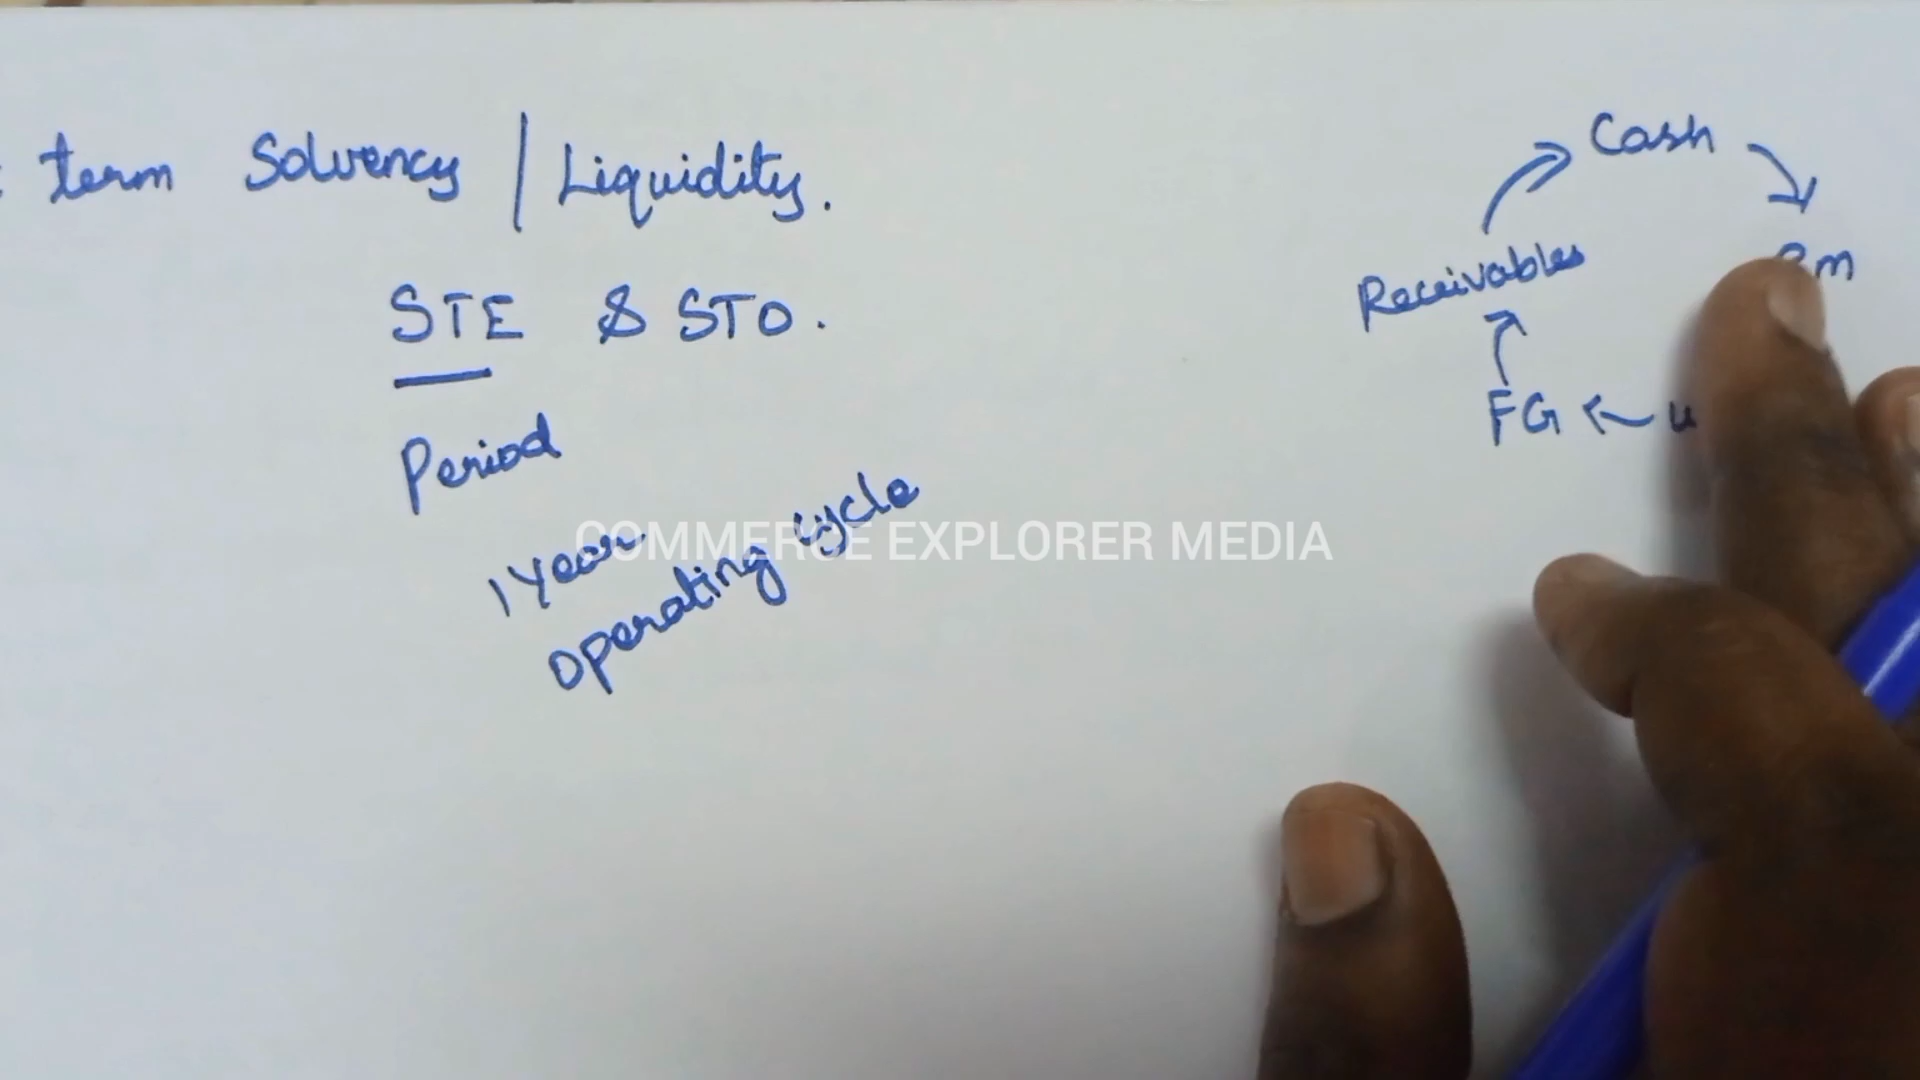 term Solvency / Liquidity.
STE & STO.
Period
1 Year
Operating cycle
COMMERCE EXPLORER MEDIA
Cash
Receivables
FG